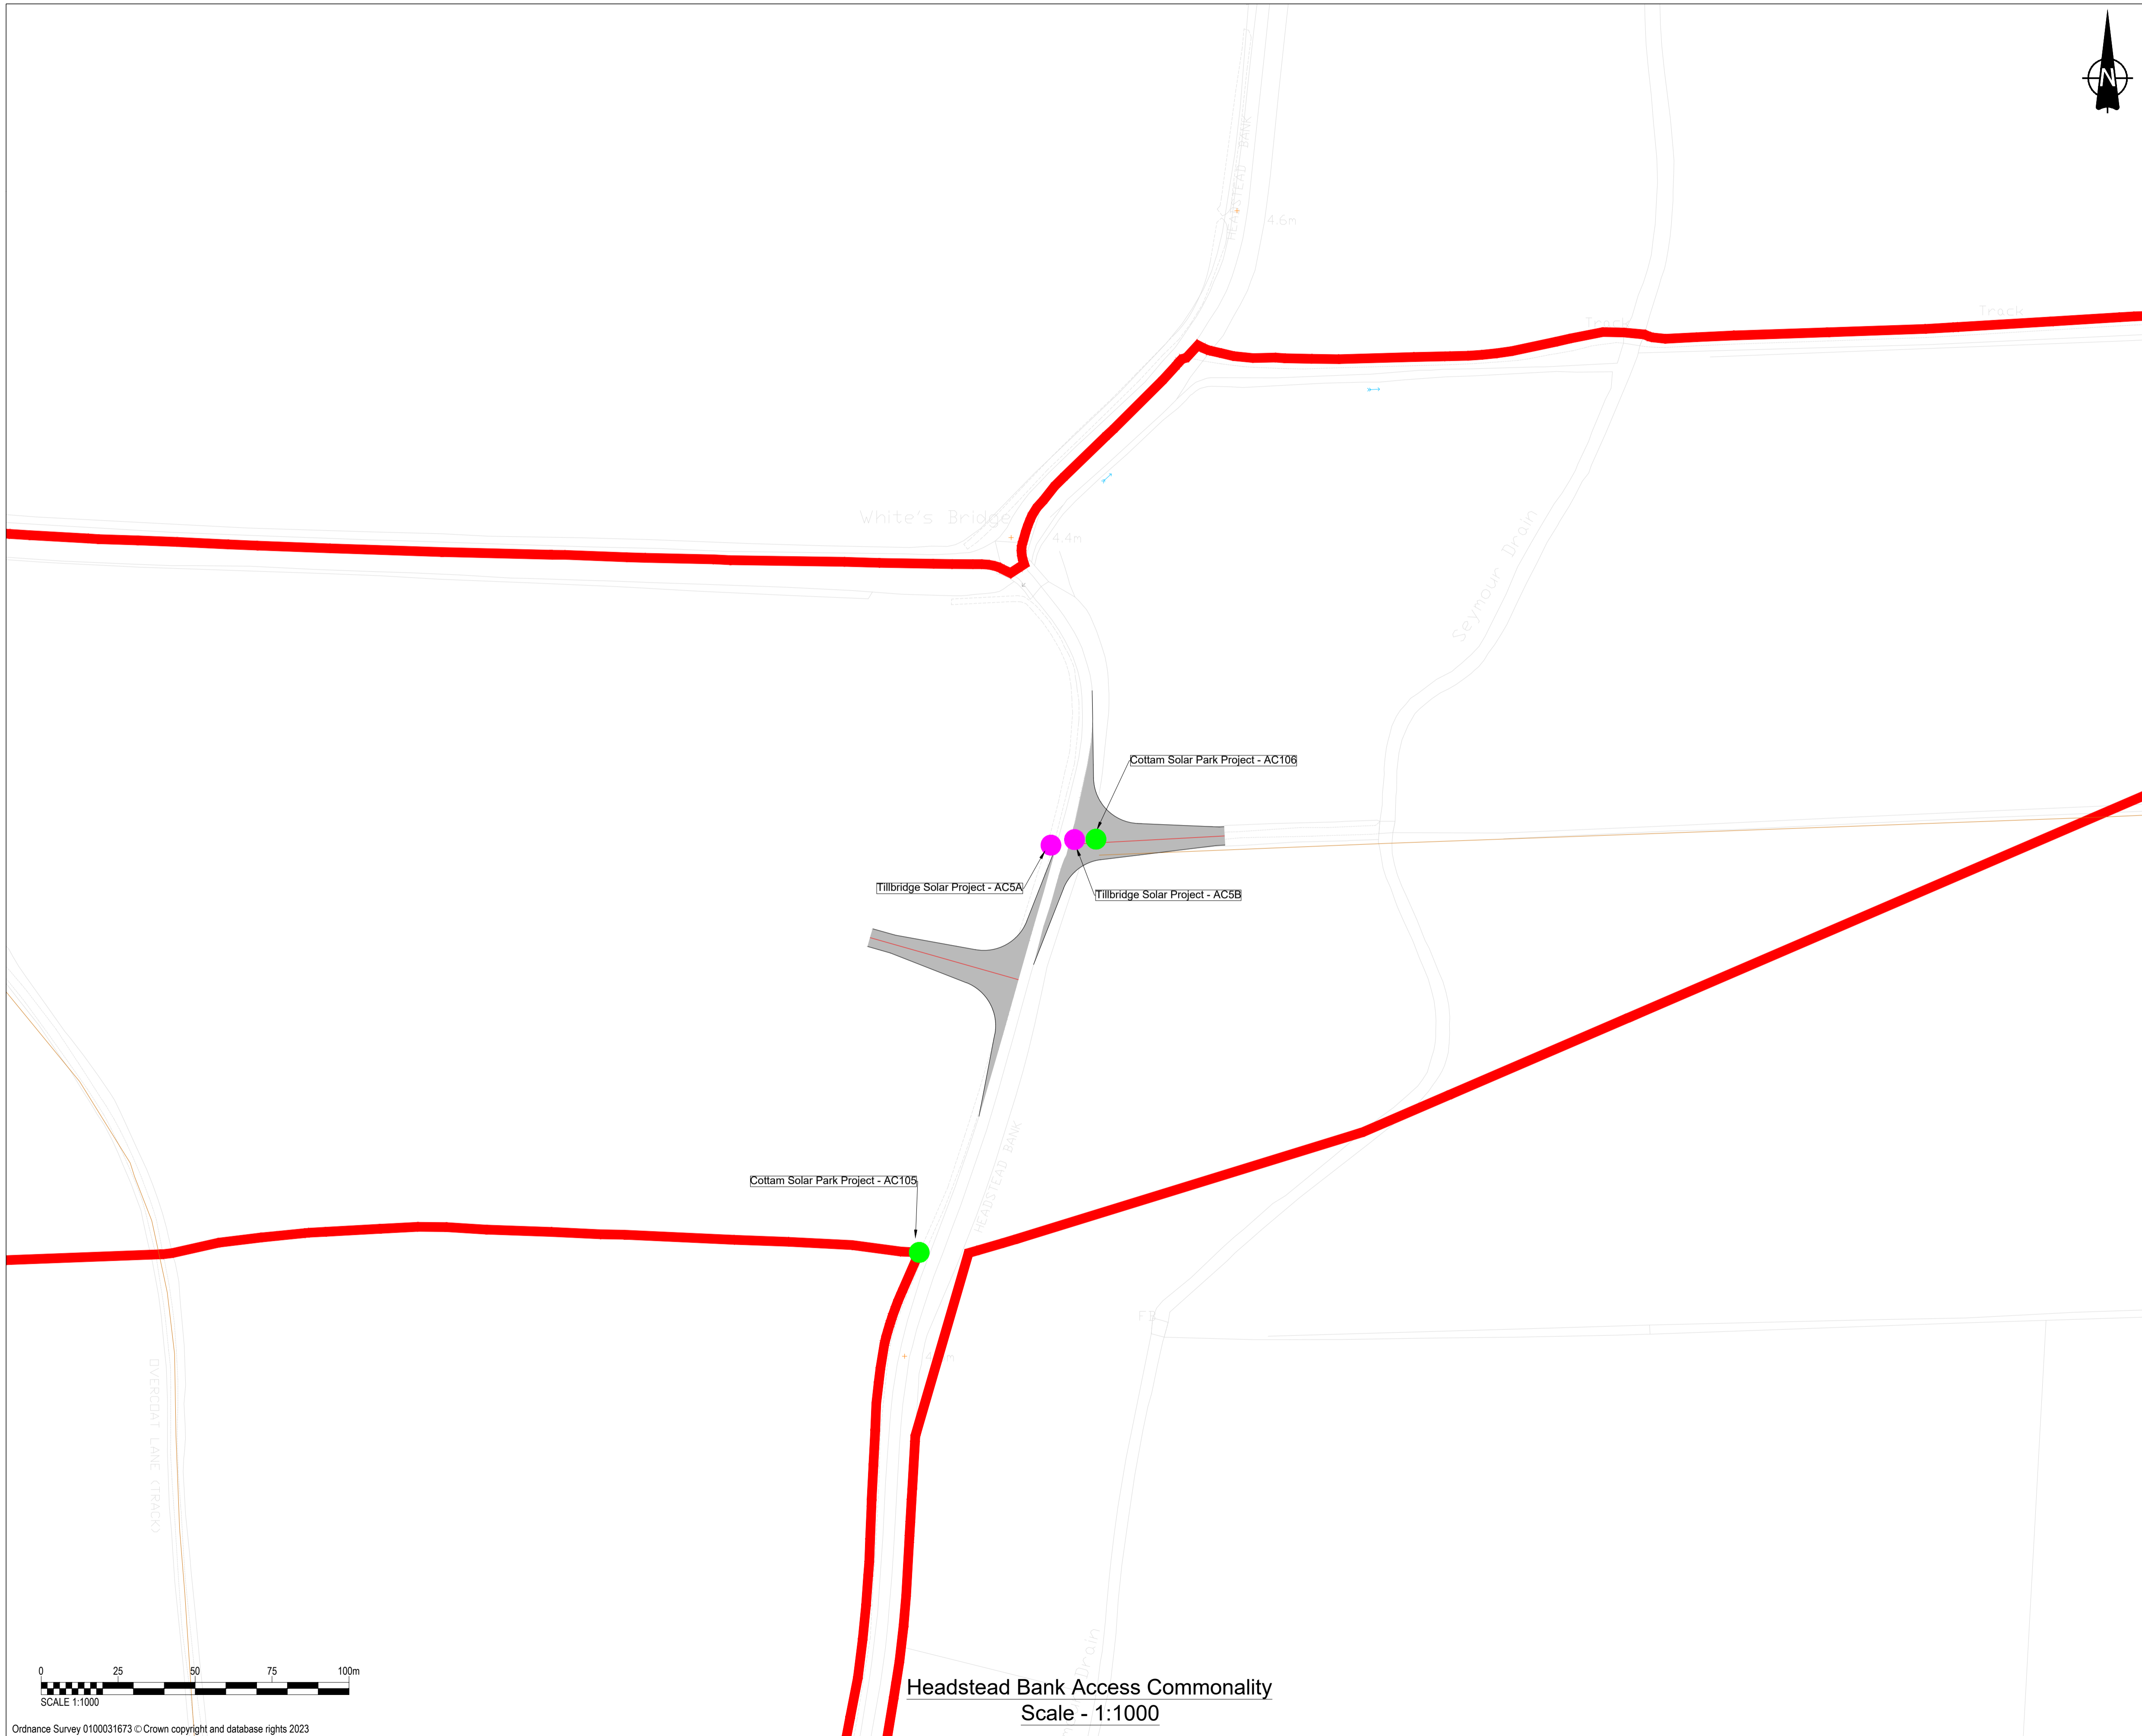 N
HEADSTEAD BANK
4.6m
Track
Track
White's Bridge
4.4m
Seymour Drain
Cottam Solar Park Project - AC106
Tillbridge Solar Project - AC5A
Tillbridge Solar Project - AC5B
HEADSTEAD BANK
Cottam Solar Park Project - AC105
FB
OVERCOAT LANE (TRACK)
Drain
0 25 50 75 100m
SCALE 1:1000
Headstead Bank Access Commonality
Scale - 1:1000
Ordnance Survey 0100031673 © Crown copyright and database rights 2023